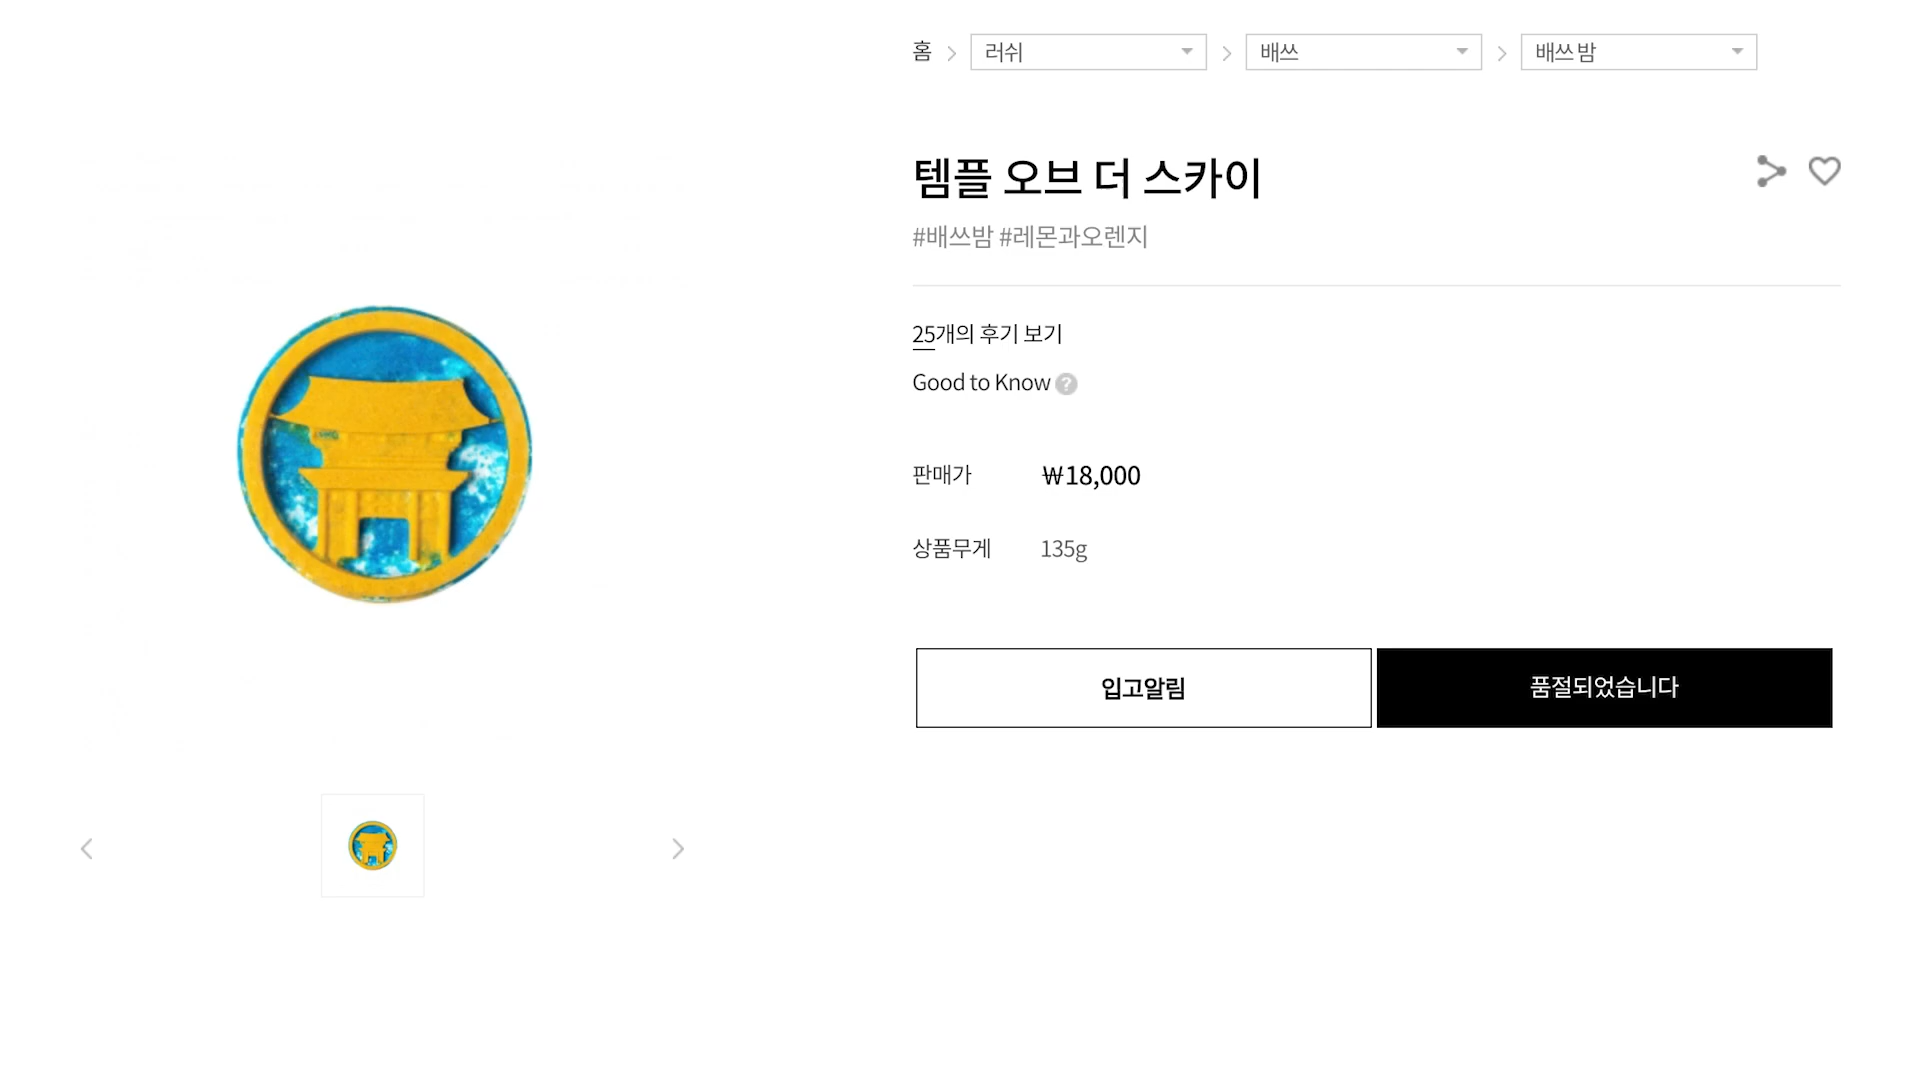 홈 > 러쉬 > 배쓰 > 배쓰 밤
템플 오브 더 스카이
#배쓰밤 #레몬과오렌지
25개의 후기 보기
Good to Know ?
판매가 ₩18,000
상품무게 135g
입고알림 품절되었습니다